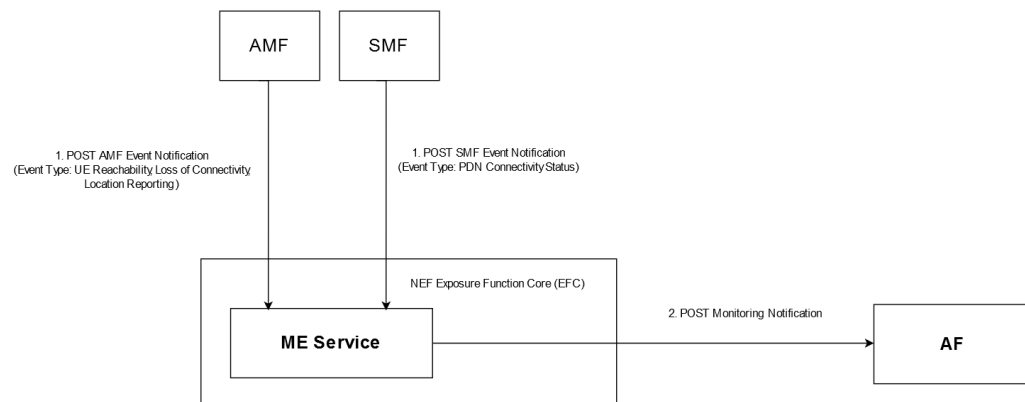 AMF
SMF
1. POST AMF Event Notification
(Event Type: UE Reachability, Loss of Connectivity,
Location Reporting)
1. POST SMF Event Notification
(Event Type: PDN Connectivity Status)
NEF Exposure Function Core (EFC)
ME Service
2. POST Monitoring Notification
AF